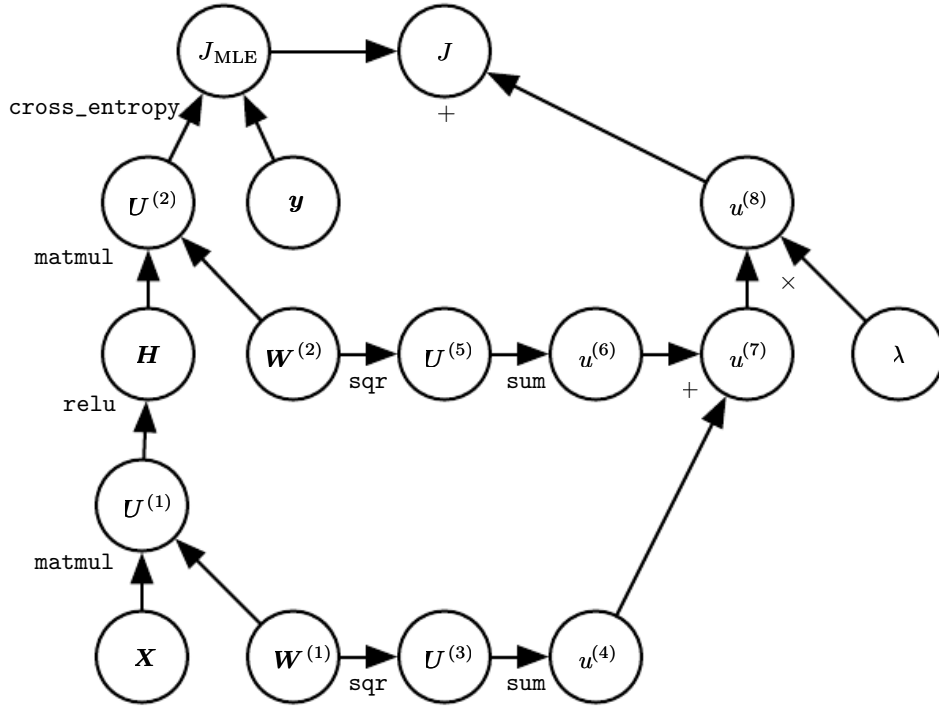 J_MLE J
cross_entropy +
U^(2) y u^(8)
matmul ×
H W^(2) U^(5) u^(6) u^(7) λ
relu sqr sum +
U^(1)
matmul
X W^(1) U^(3) u^(4)
sqr sum